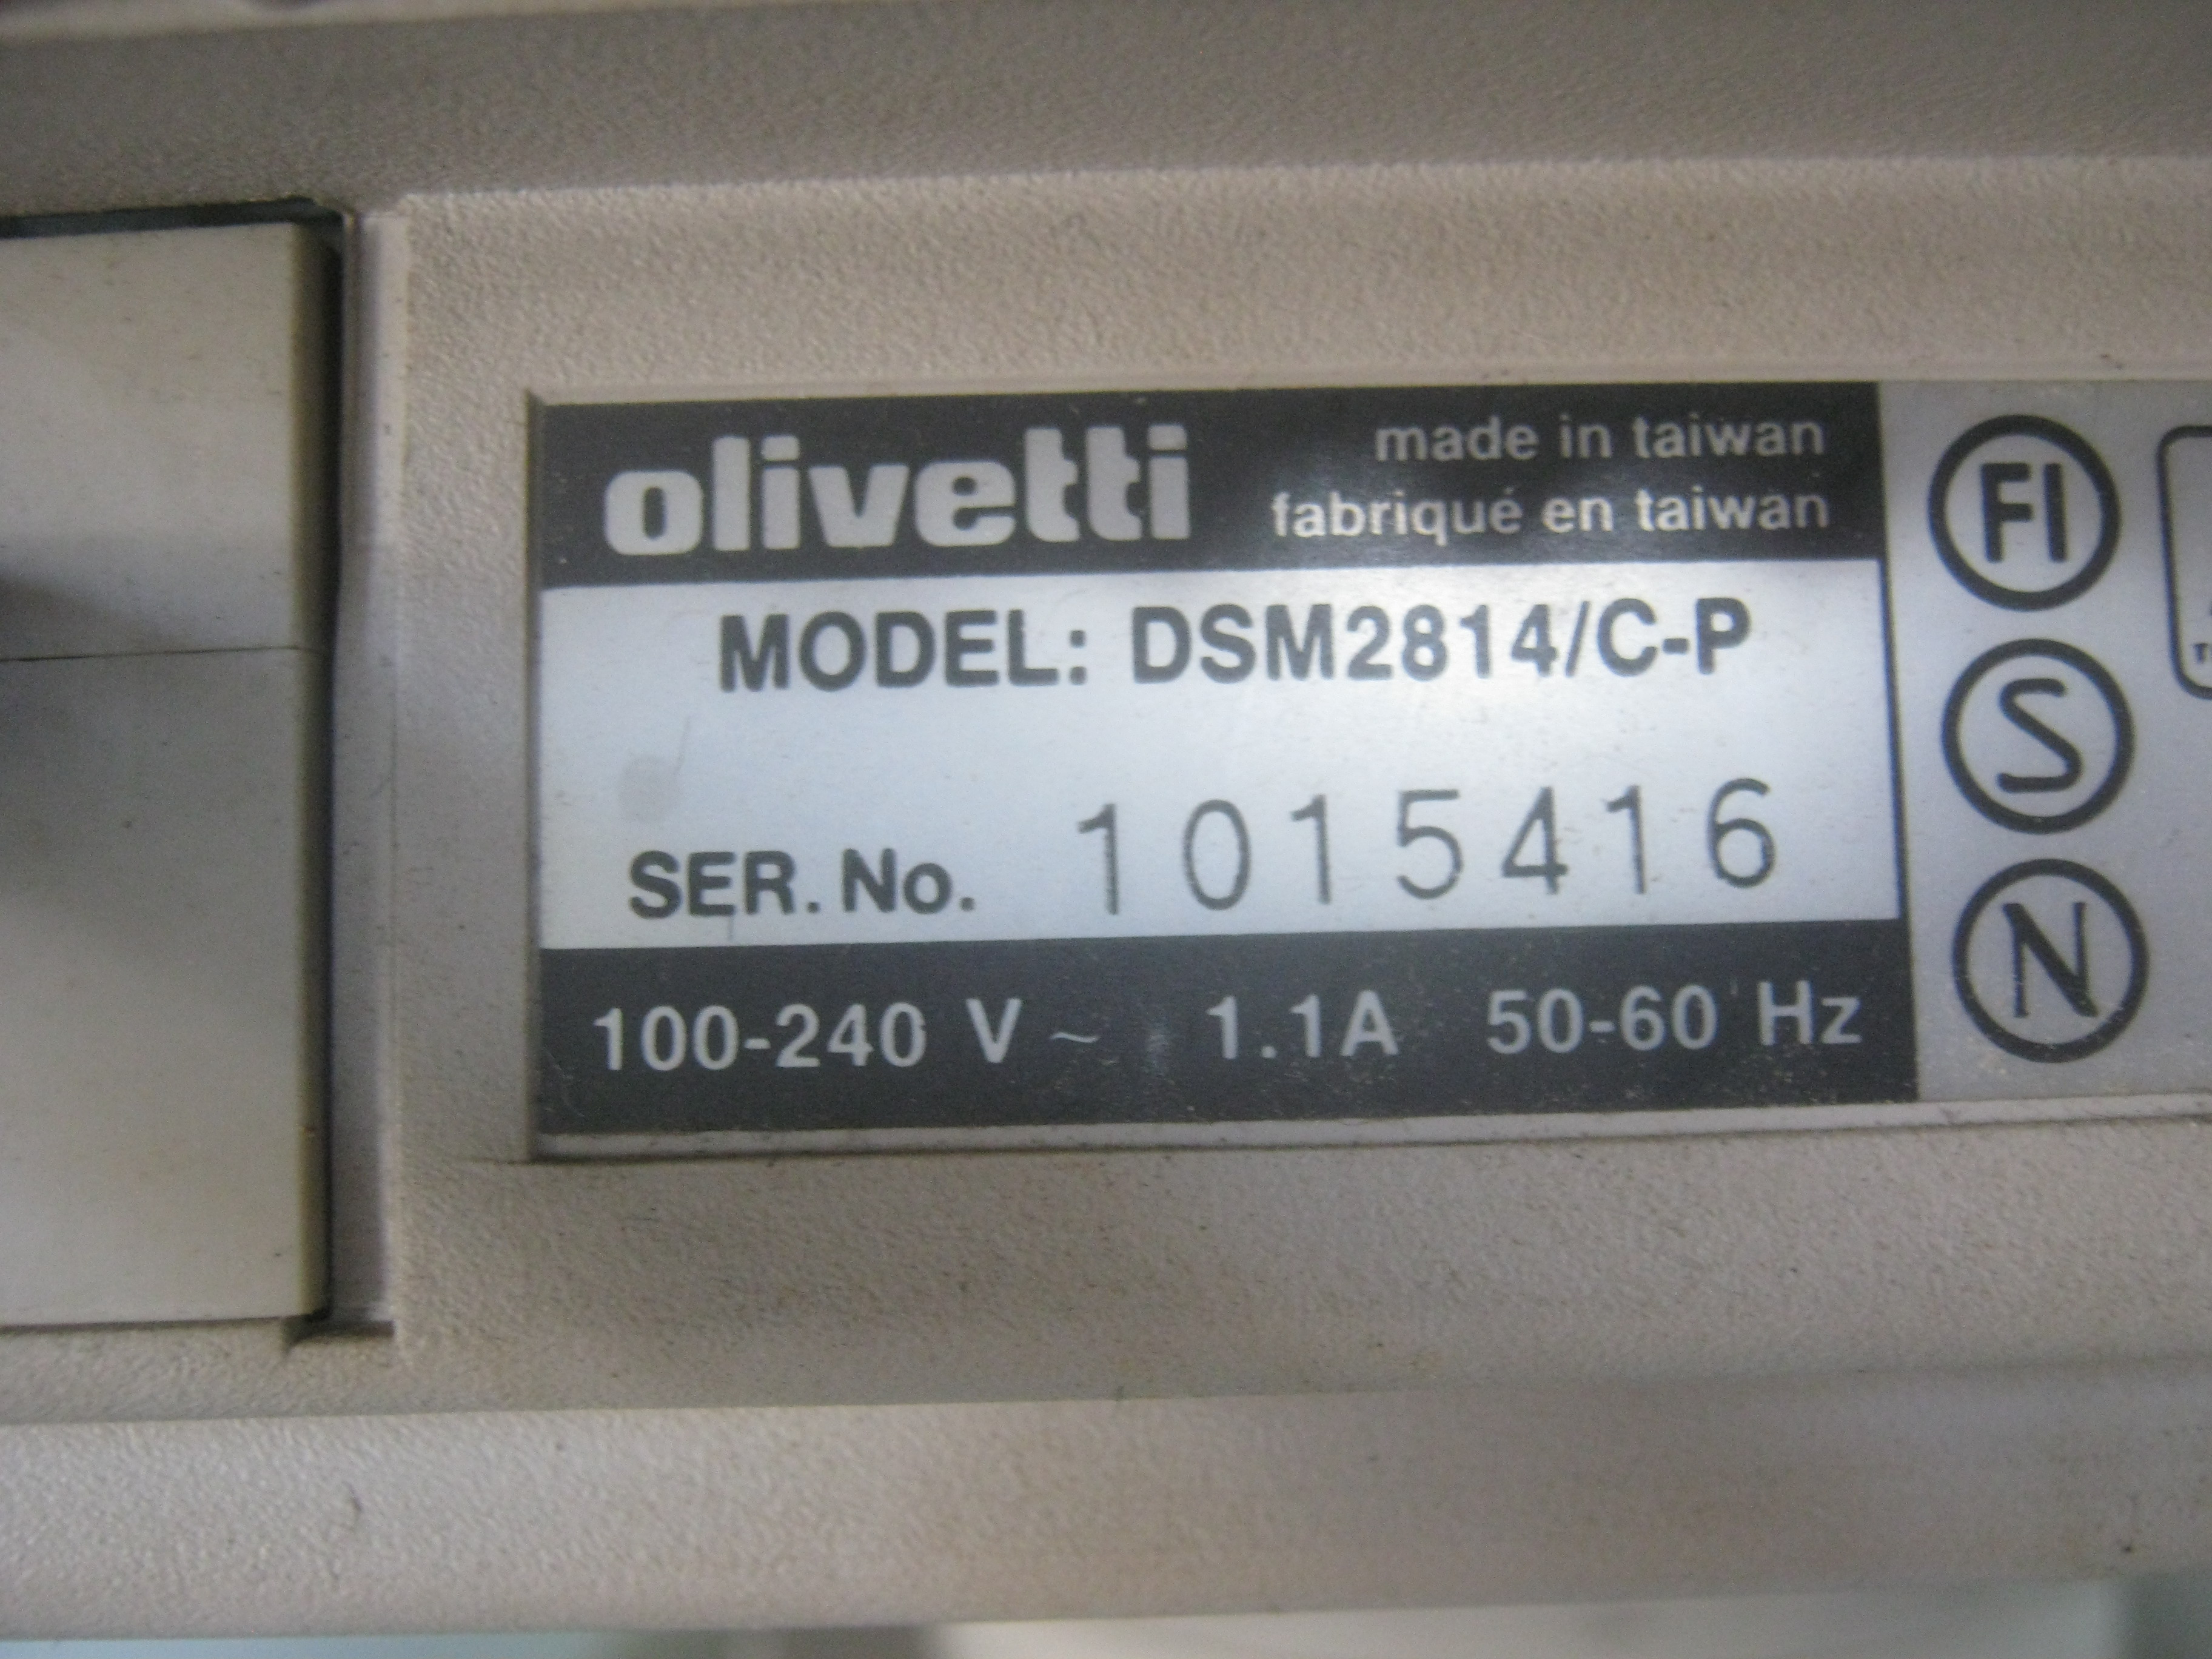 olivetti
made in taiwan
fabriqué en taiwan
MODEL: DSM2814/C-P
SER. No. 1015416
100-240 V ~ 1.1A 50-60 Hz
FI
S
N